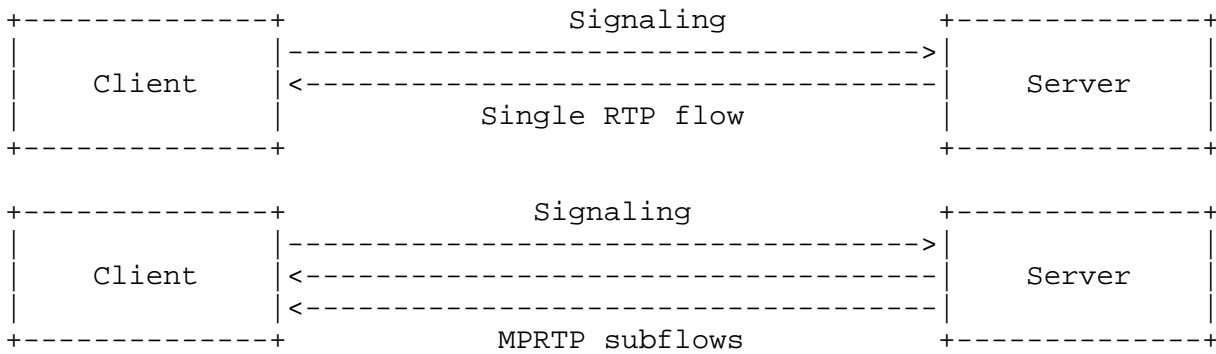 Signaling
Client Server
Single RTP flow
Signaling
Client Server
MPRTP subflows